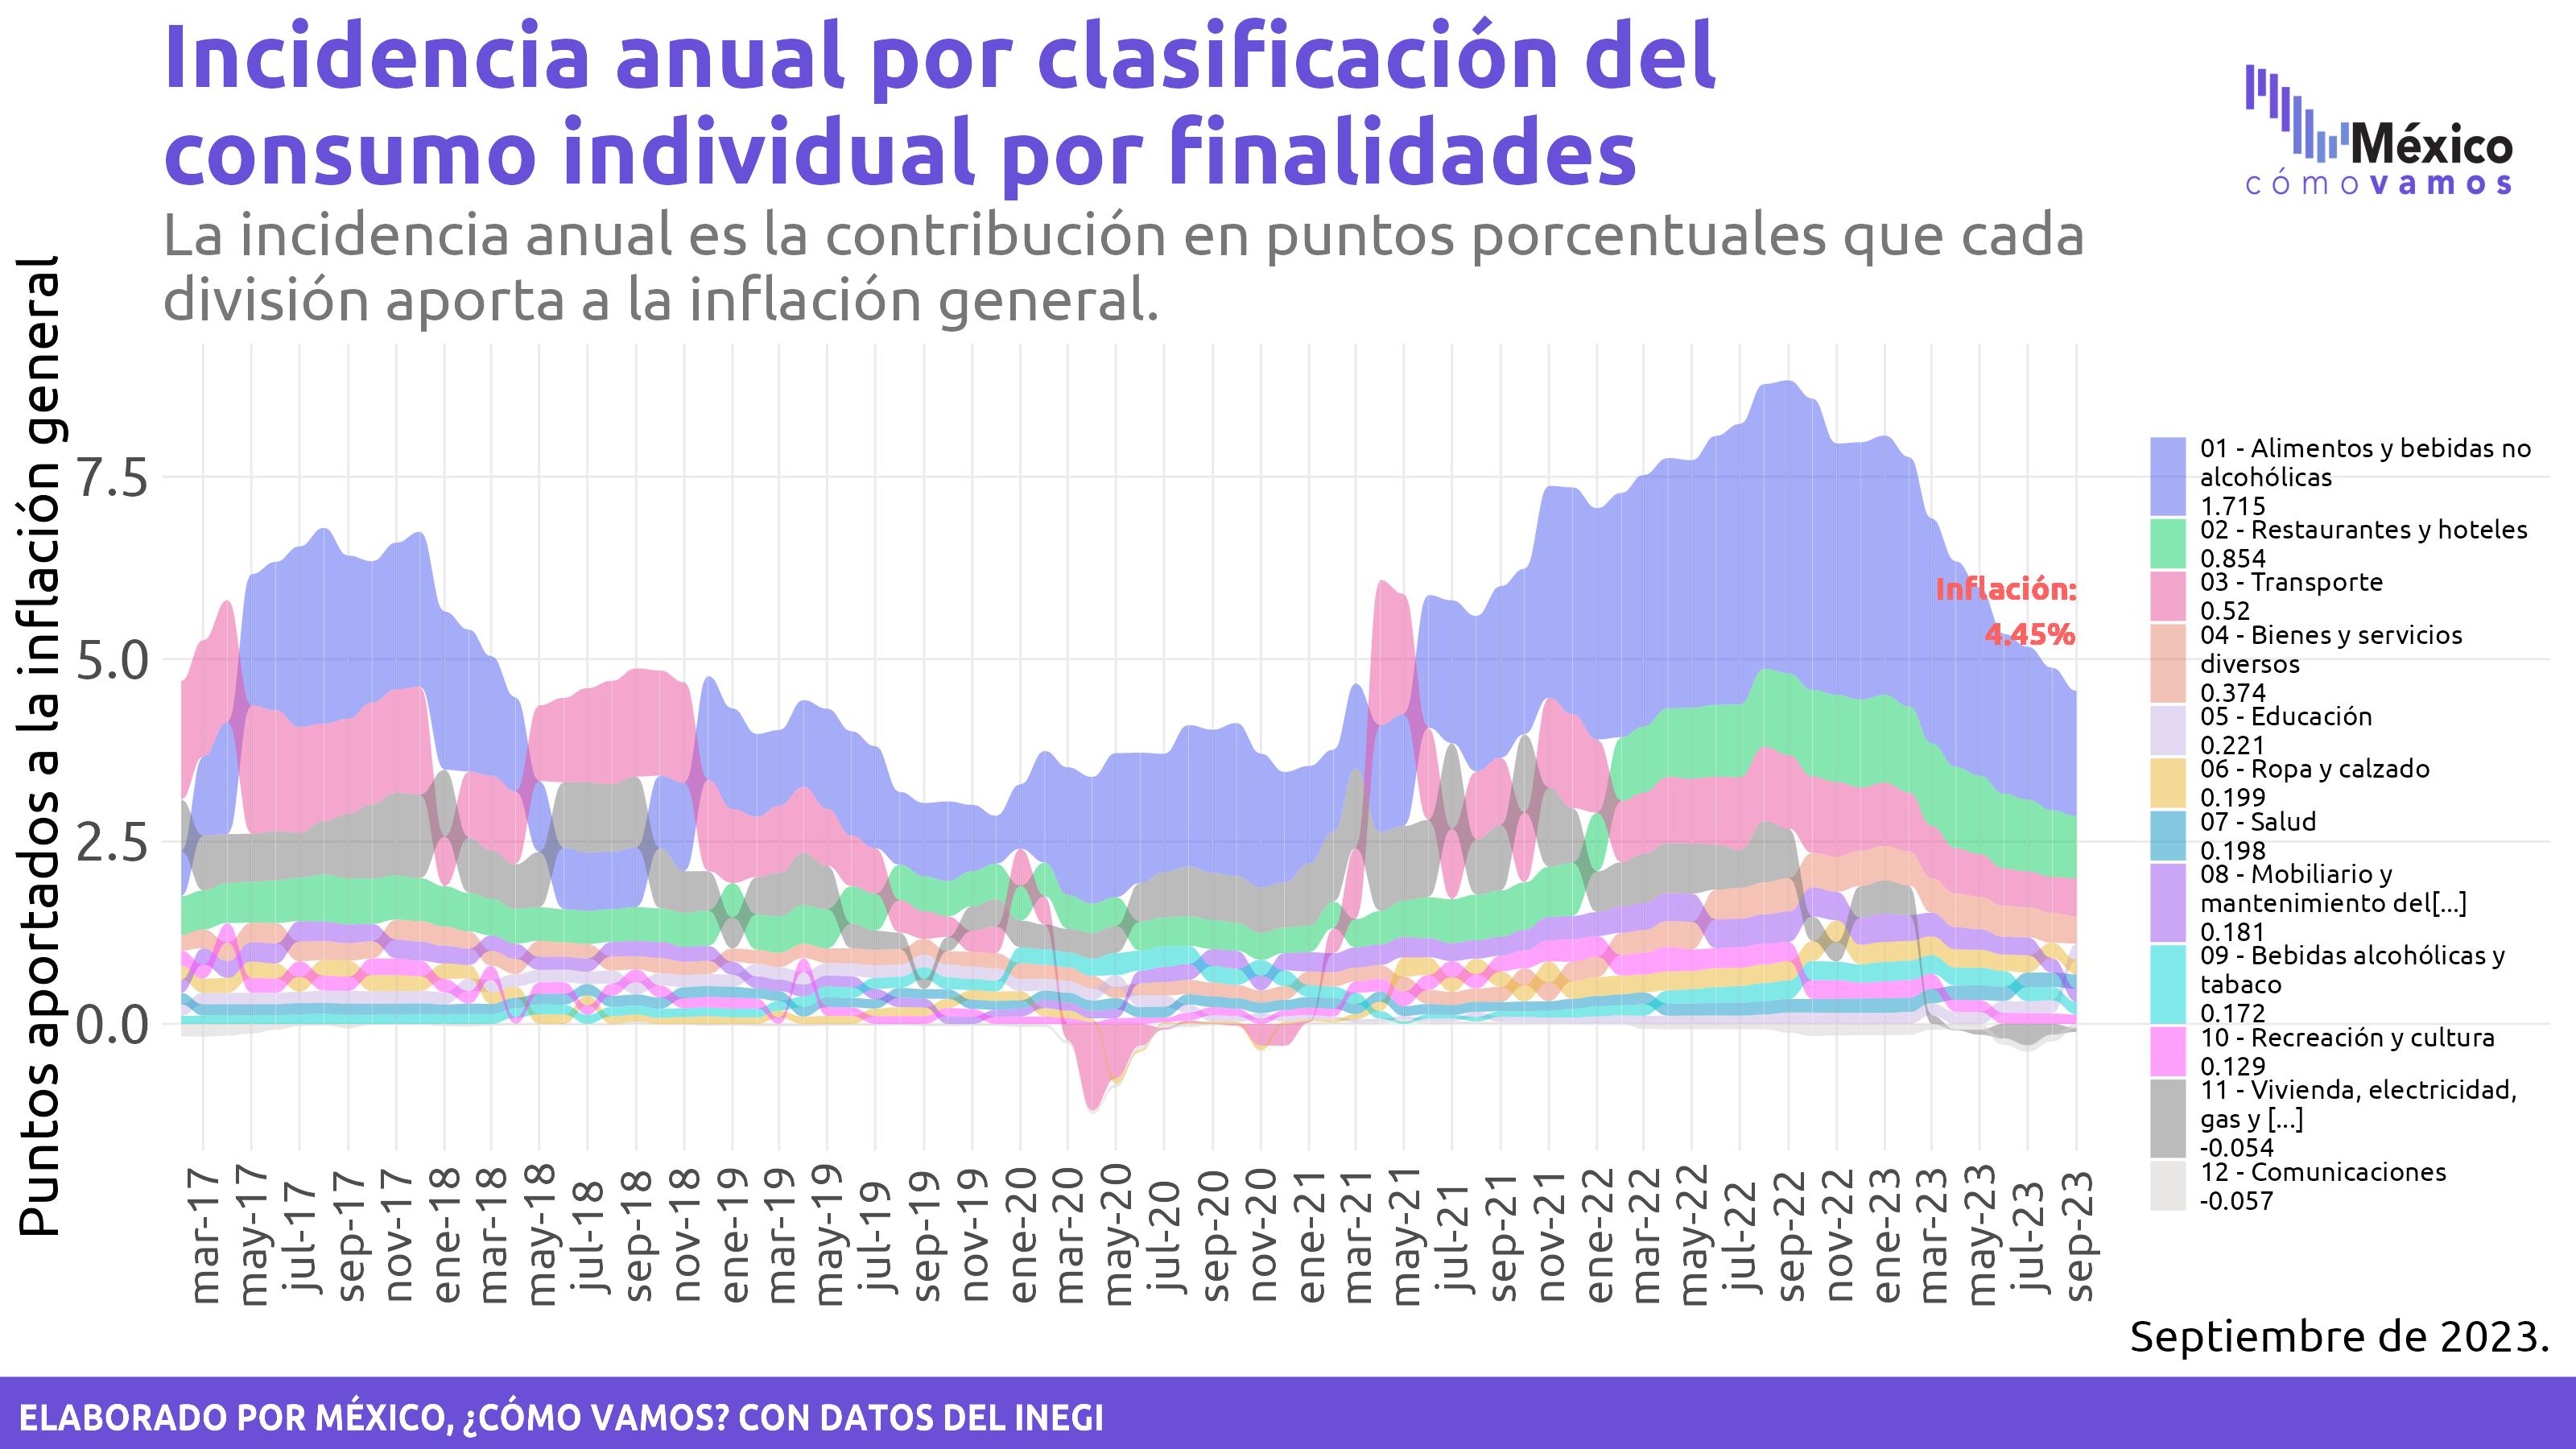 Incidencia anual por clasificación del
consumo individual por finalidades
La incidencia anual es la contribución en puntos porcentuales que cada
división aporta a la inflación general.
México
cómo vamos
Puntos aportados a la inflación general
7.5
5.0
2.5
0.0
Inflación:
4.45%
mar-17
may-17
jul-17
sep-17
nov-17
ene-18
mar-18
may-18
jul-18
sep-18
nov-18
ene-19
mar-19
may-19
jul-19
sep-19
nov-19
ene-20
mar-20
may-20
jul-20
sep-20
nov-20
ene-21
mar-21
may-21
jul-21
sep-21
nov-21
ene-22
mar-22
may-22
jul-22
sep-22
nov-22
ene-23
mar-23
may-23
jul-23
sep-23
01 - Alimentos y bebidas no
alcohólicas
1.715
02 - Restaurantes y hoteles
0.854
03 - Transporte
0.52
04 - Bienes y servicios
diversos
0.374
05 - Educación
0.221
06 - Ropa y calzado
0.199
07 - Salud
0.198
08 - Mobiliario y
mantenimiento del[...]
0.181
09 - Bebidas alcohólicas y
tabaco
0.172
10 - Recreación y cultura
0.129
11 - Vivienda, electricidad,
gas y [...]
-0.054
12 - Comunicaciones
-0.057
Septiembre de 2023.
ELABORADO POR MÉXICO, ¿CÓMO VAMOS? CON DATOS DEL INEGI